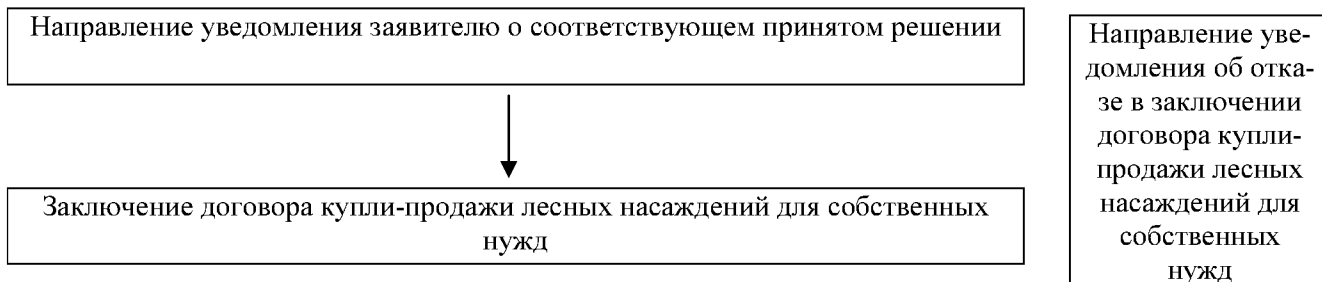 Направление уведомления заявителю о соответствующем принятом решении
Заключение договора купли-продажи лесных насаждений для собственных
нужд
Направление уве-
домления об отка-
зе в заключении
договора купли-
продажи лесных
насаждений для
собственных
нужд